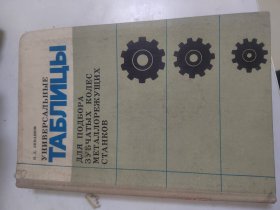 УНИВЕРСАЛЬНЫЕ
ТАБЛИЦЫ
ДЛЯ ПОДБОРА
ЗУБЧАТЫХ КОЛЕС
МЕТАЛЛОРЕЖУЩИХ
СТАНКОВ